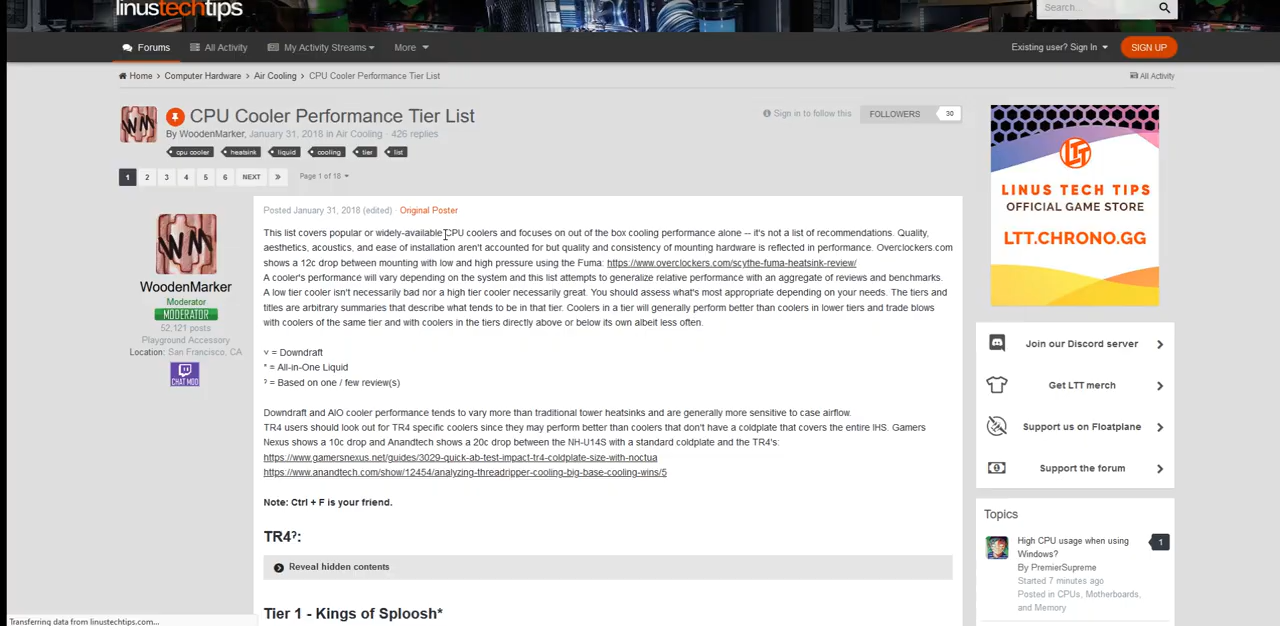 linustechtips
Search...
Forums
All Activity
My Activity Streams
More
Existing user? Sign In
SIGN UP
Home > Computer Hardware > Air Cooling > CPU Cooler Performance Tier List
All Activity
CPU Cooler Performance Tier List
By WoodenMarker, January 31, 2018 in Air Cooling · 426 replies
Sign in to follow this
FOLLOWERS 30
cpu cooler heatsink liquid cooling tier list
1 2 3 4 5 6 NEXT » Page 1 of 18
WM
WoodenMarker
Moderator
MODERATOR
52,121 posts
Playground Accessory
Location: San Francisco, CA
CHAT MOD
Posted January 31, 2018 (edited) · Original Poster
This list covers popular or widely-available CPU coolers and focuses on out of the box cooling performance alone -- it's not a list of recommendations. Quality,
aesthetics, acoustics, and ease of installation aren't accounted for but quality and consistency of mounting hardware is reflected in performance. Overclockers.com
shows a 12c drop between mounting with low and high pressure using the Fuma: https://www.overclockers.com/scythe-fuma-heatsink-review/
A cooler's performance will vary depending on the system and this list attempts to generalize relative performance with an aggregate of reviews and benchmarks.
A low tier cooler isn't necessarily bad nor a high tier cooler necessarily great. You should assess what's most appropriate depending on your needs. The tiers and
titles are arbitrary summaries that describe what tends to be in that tier. Coolers in a tier will generally perform better than coolers in lower tiers and trade blows
with coolers of the same tier and with coolers in the tiers directly above or below its own albeit less often.
ᵛ = Downdraft
* = All-in-One Liquid
ˀ = Based on one / few review(s)
Downdraft and AIO cooler performance tends to vary more than traditional tower heatsinks and are generally more sensitive to case airflow.
TR4 users should look out for TR4 specific coolers since they may perform better than coolers that don't have a coldplate that covers the entire IHS. Gamers
Nexus shows a 10c drop and Anandtech shows a 20c drop between the NH-U14S with a standard coldplate and the TR4's:
https://www.gamersnexus.net/guides/3029-quick-ab-test-impact-tr4-coldplate-size-with-noctua
https://www.anandtech.com/show/12454/analyzing-threadripper-cooling-big-base-cooling-wins/5
Note: Ctrl + F is your friend.
TR4ˀ:
Reveal hidden contents
Tier 1 - Kings of Sploosh*
LTT
LINUS TECH TIPS
OFFICIAL GAME STORE
LTT.CHRONO.GG
Join our Discord server
Get LTT merch
Support us on Floatplane
Support the forum
Topics
High CPU usage when using
Windows?
1
By PremierSupreme
Started 7 minutes ago
Posted in CPUs, Motherboards,
and Memory
Transferring data from linustechtips.com...